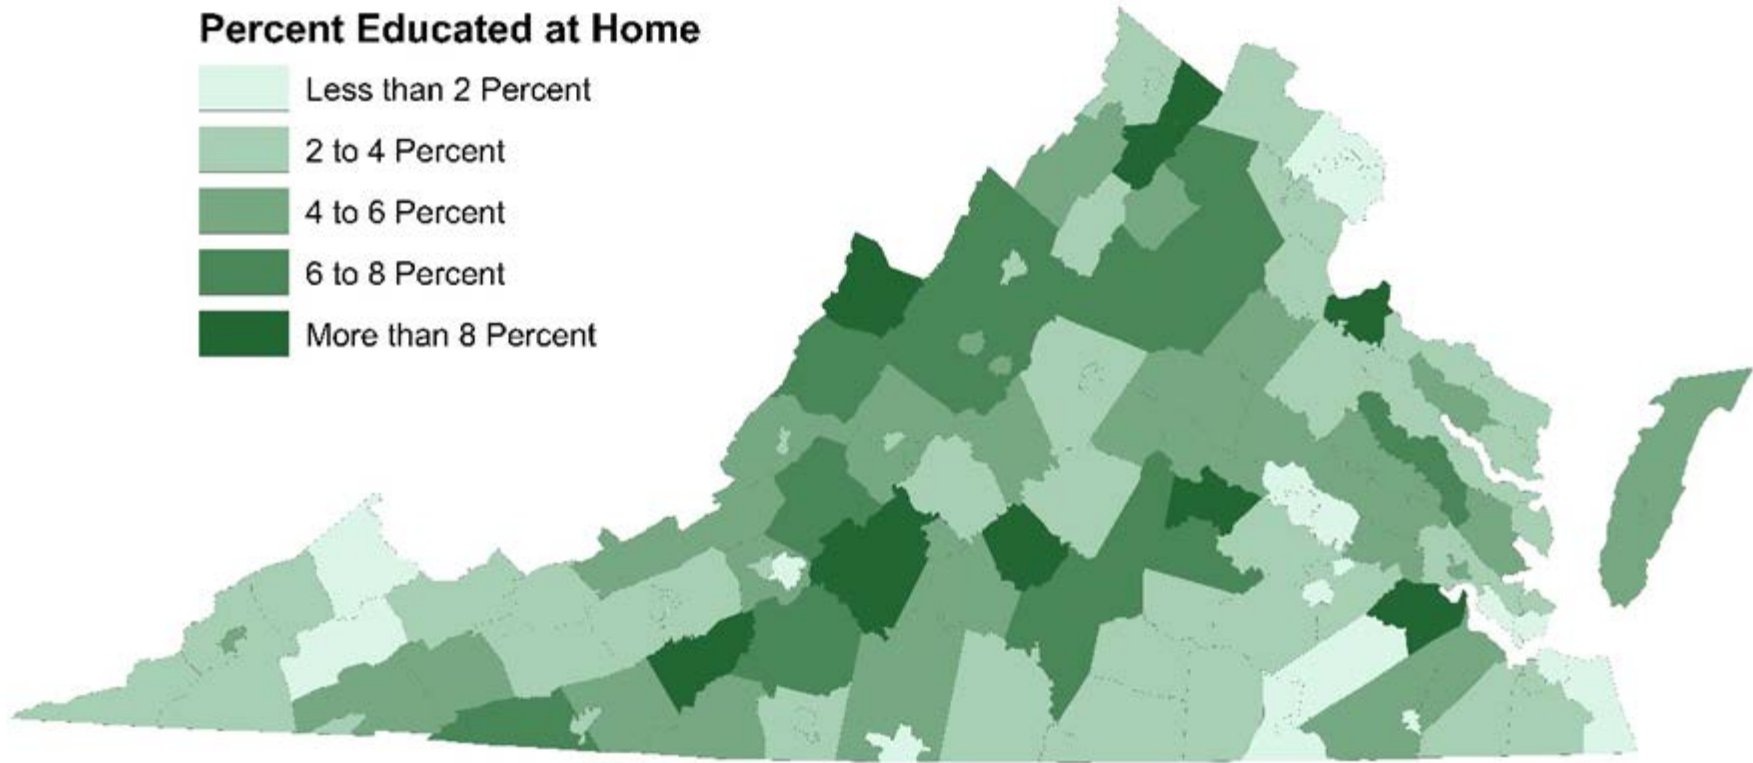 Percent Educated at Home
Less than 2 Percent
2 to 4 Percent
4 to 6 Percent
6 to 8 Percent
More than 8 Percent